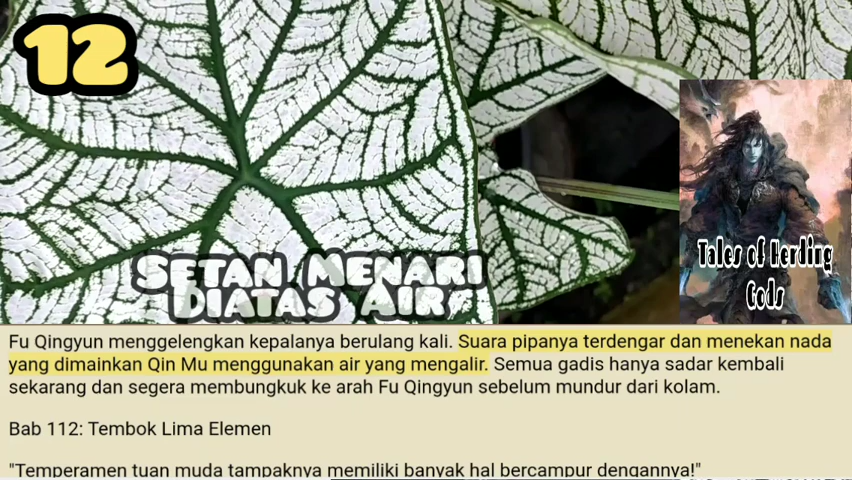 12
SETAN MENARI
DIATAS AIR
Tales of Herding
Gods
Fu Qingyun menggelengkan kepalanya berulang kali. Suara pipanya terdengar dan menekan nada
yang dimainkan Qin Mu menggunakan air yang mengalir. Semua gadis hanya sadar kembali
sekarang dan segera membungkuk ke arah Fu Qingyun sebelum mundur dari kolam.
Bab 112: Tembok Lima Elemen
"Temperamen tuan muda tampaknya memiliki banyak hal bercampur dengannya!"